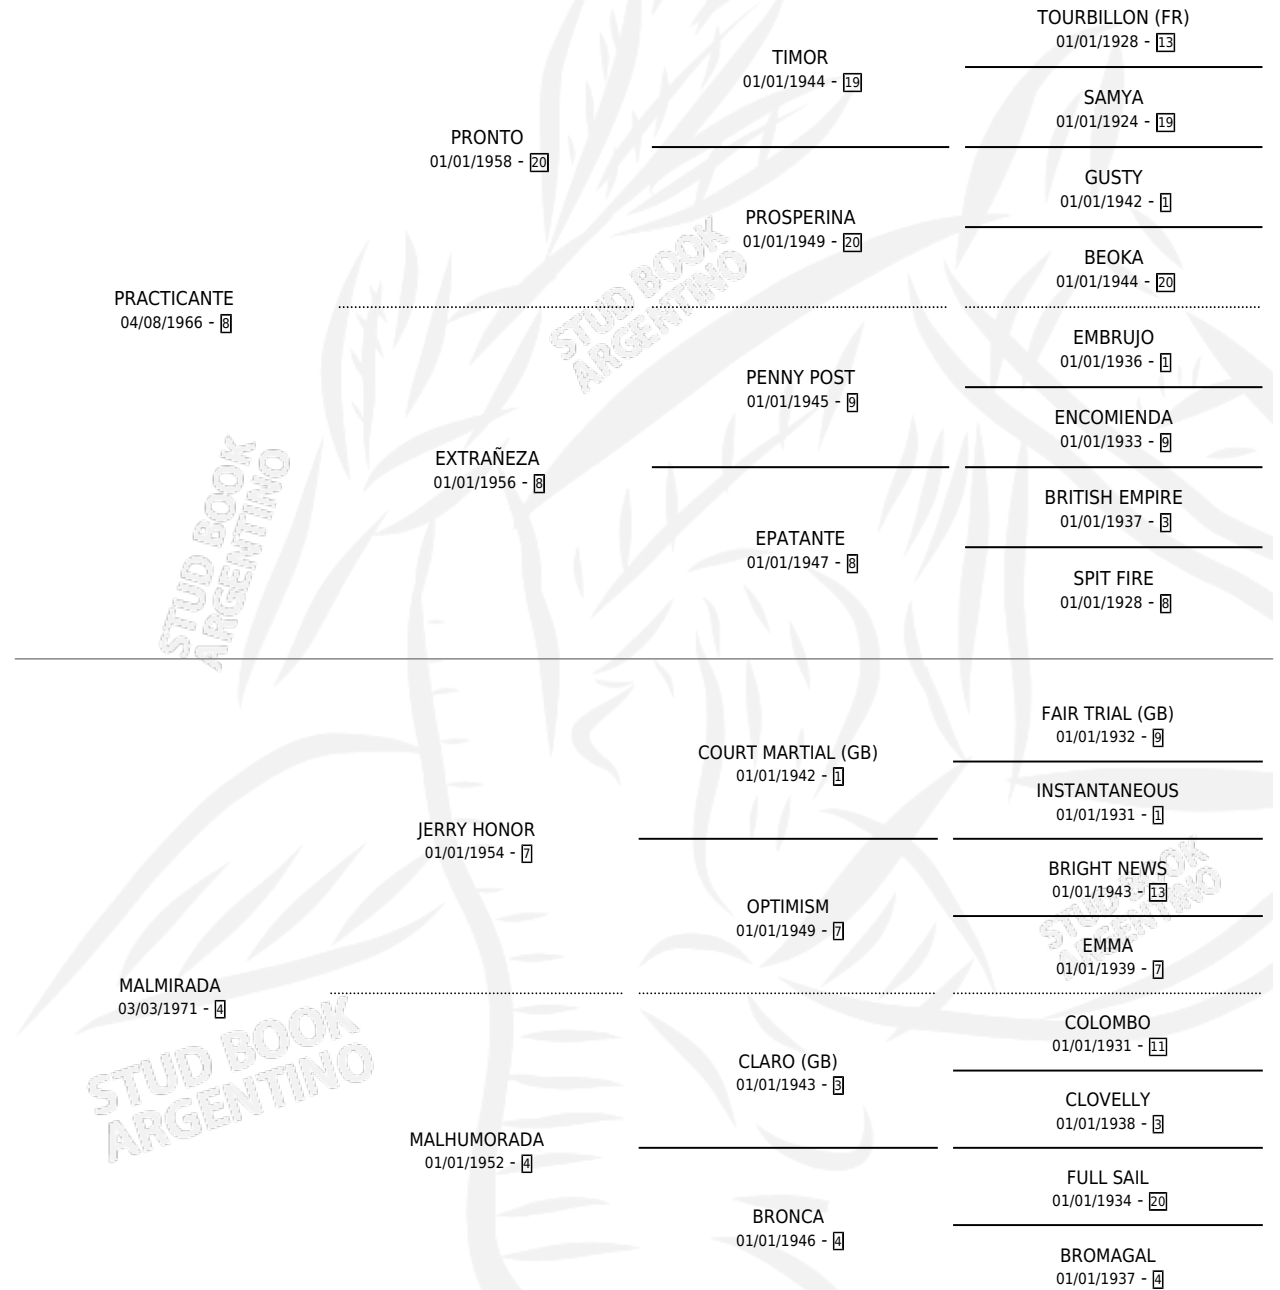 TOURBILLON (FR)
01/01/1928 - 13
TIMOR
01/01/1944 - 19
SAMYA
01/01/1924 - 19
PRONTO
01/01/1958 - 20
GUSTY
01/01/1942 - 1
PROSPERINA
01/01/1949 - 20
BEOKA
01/01/1944 - 20
PRACTICANTE
04/08/1966 - 8
EMBRUJO
01/01/1936 - 1
PENNY POST
01/01/1945 - 9
ENCOMIENDA
01/01/1933 - 9
EXTRAÑEZA
01/01/1956 - 8
BRITISH EMPIRE
01/01/1937 - 3
EPATANTE
01/01/1947 - 8
SPIT FIRE
01/01/1928 - 8
STUD BOOK
ARGENTINO
STUD BOOK
ARGENTINO
FAIR TRIAL (GB)
01/01/1932 - 9
COURT MARTIAL (GB)
01/01/1942 - 1
INSTANTANEOUS
01/01/1931 - 1
JERRY HONOR
01/01/1954 - 7
BRIGHT NEWS
01/01/1943 - 13
OPTIMISM
01/01/1949 - 7
EMMA
01/01/1939 - 7
MALMIRADA
03/03/1971 - 4
COLOMBO
01/01/1931 - 11
CLARO (GB)
01/01/1943 - 3
CLOVELLY
01/01/1938 - 3
MALHUMORADA
01/01/1952 - 4
FULL SAIL
01/01/1934 - 20
BRONCA
01/01/1946 - 4
BROMAGAL
01/01/1937 - 4
STUD BOOK
ARGENTINO
STUD BOOK
ARGENTINO